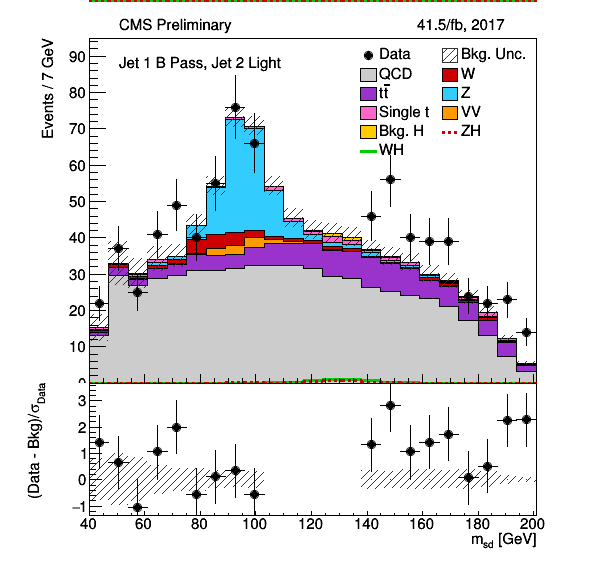 CMS Preliminary 41.5/fb, 2017
Events / 7 GeV
Jet 1 B Pass, Jet 2 Light
Data
Bkg. Unc.
QCD
W
tt̄
Z
Single t
VV
Bkg. H
ZH
WH
90
80
70
60
50
40
30
20
10
0
(Data - Bkg)/σData
3
2
1
0
−1
40 60 80 100 120 140 160 180 200
msd [GeV]